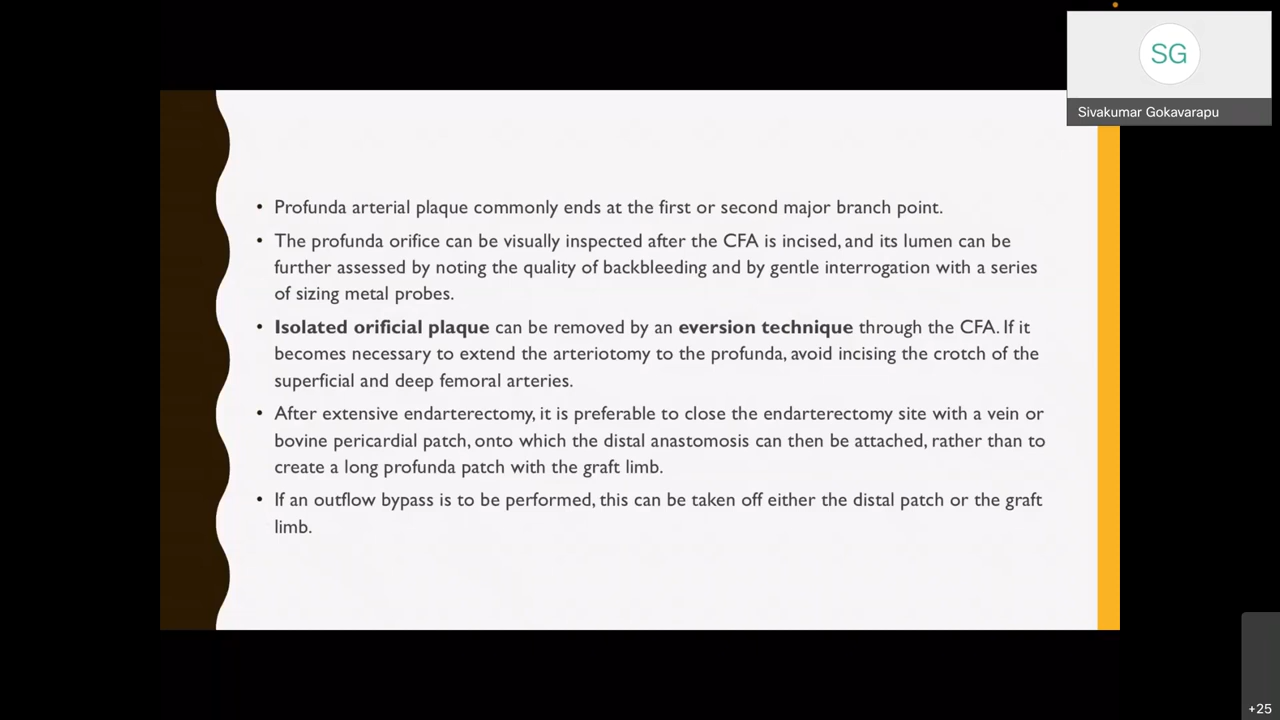 SG
Sivakumar Gokavarapu
• Profunda arterial plaque commonly ends at the first or second major branch point.
• The profunda orifice can be visually inspected after the CFA is incised, and its lumen can be
further assessed by noting the quality of backbleeding and by gentle interrogation with a series
of sizing metal probes.
• Isolated orificial plaque can be removed by an eversion technique through the CFA. If it
becomes necessary to extend the arteriotomy to the profunda, avoid incising the crotch of the
superficial and deep femoral arteries.
• After extensive endarterectomy, it is preferable to close the endarterectomy site with a vein or
bovine pericardial patch, onto which the distal anastomosis can then be attached, rather than to
create a long profunda patch with the graft limb.
• If an outflow bypass is to be performed, this can be taken off either the distal patch or the graft
limb.
+25